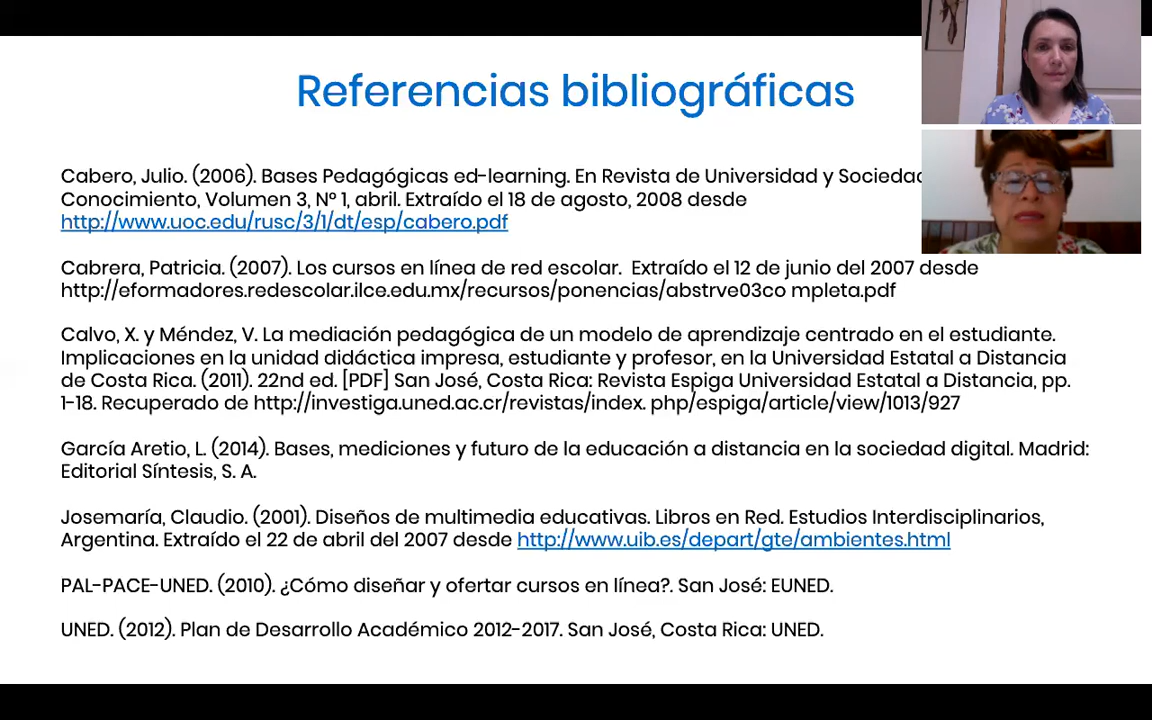 Referencias bibliográficas
Cabero, Julio. (2006). Bases Pedagógicas ed-learning. En Revista de Universidad y
Conocimiento, Volumen 3, Nº 1, abril. Extraído el 18 de agosto, 2008 desde
http://www.uoc.edu/rusc/3/1/dt/esp/cabero.pdf
Cabrera, Patricia. (2007). Los cursos en línea de red escolar. Extraído el 12 de junio del 2007 desde
http://eformadores.redescolar.ilce.edu.mx/recursos/ponencias/abstrve03co mpleta.pdf
Calvo, X. y Méndez, V. La mediación pedagógica de un modelo de aprendizaje centrado en el estudiante.
Implicaciones en la unidad didáctica impresa, estudiante y profesor, en la Universidad Estatal a Distancia
de Costa Rica. (2011). 22nd ed. [PDF] San José, Costa Rica: Revista Espiga Universidad Estatal a Distancia, pp.
1-18. Recuperado de http://investiga.uned.ac.cr/revistas/index. php/espiga/article/view/1013/927
García Aretio, L. (2014). Bases, mediciones y futuro de la educación a distancia en la sociedad digital. Madrid:
Editorial Síntesis, S. A.
Josemaría, Claudio. (2001). Diseños de multimedia educativas. Libros en Red. Estudios Interdisciplinarios,
Argentina. Extraído el 22 de abril del 2007 desde http://www.uib.es/depart/gte/ambientes.html
PAL-PACE-UNED. (2010). ¿Cómo diseñar y ofertar cursos en línea?. San José: EUNED.
UNED. (2012). Plan de Desarrollo Académico 2012-2017. San José, Costa Rica: UNED.